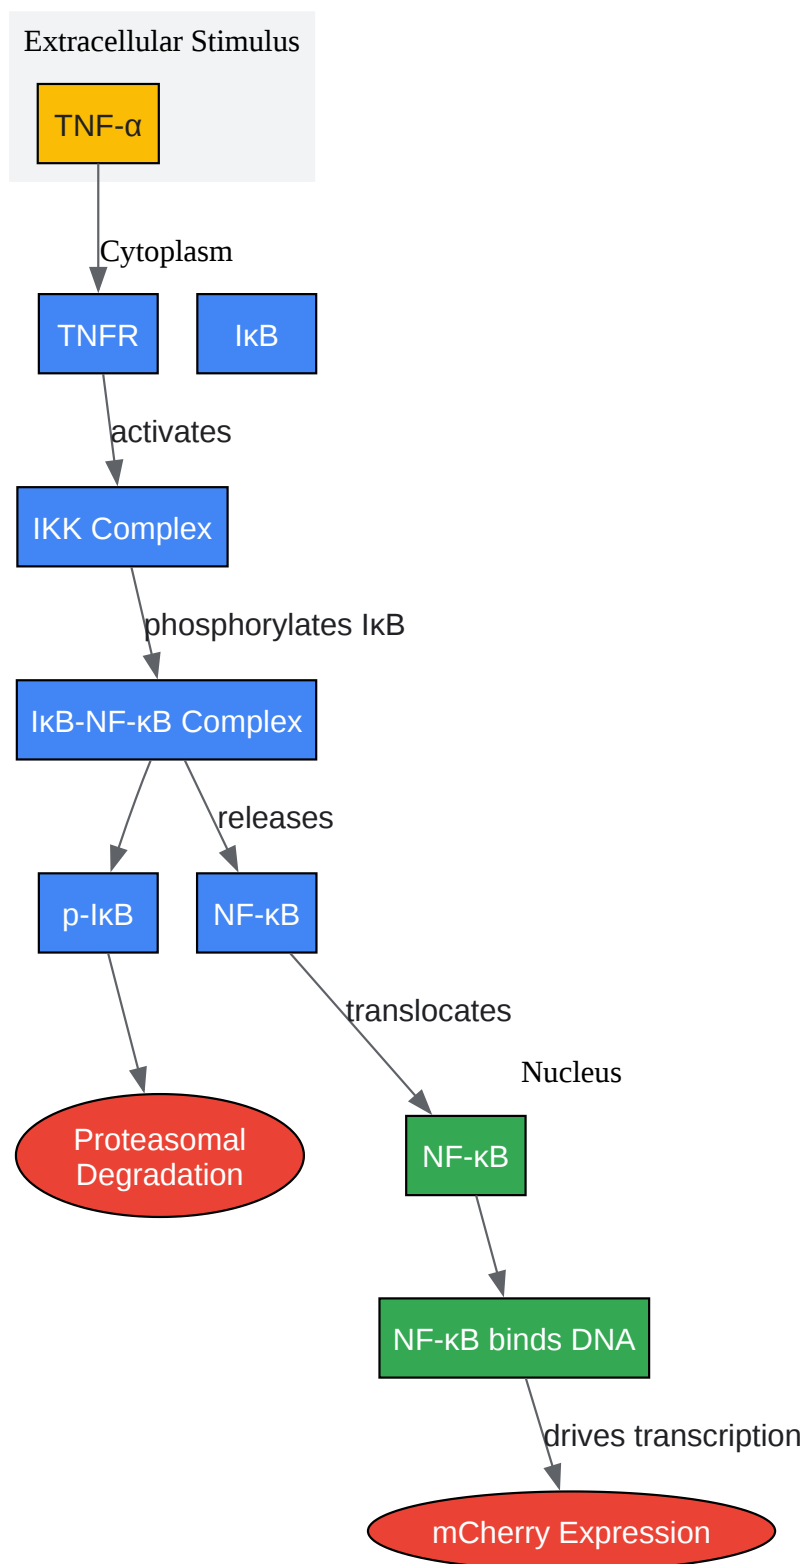 Extracellular Stimulus
TNF-α
Cytoplasm
TNFR
IκB
activates
IKK Complex
phosphorylates IκB
IκB-NF-κB Complex
releases
p-IκB
NF-κB
translocates
Nucleus
Proteasomal
Degradation
NF-κB
NF-κB binds DNA
drives transcription
mCherry Expression